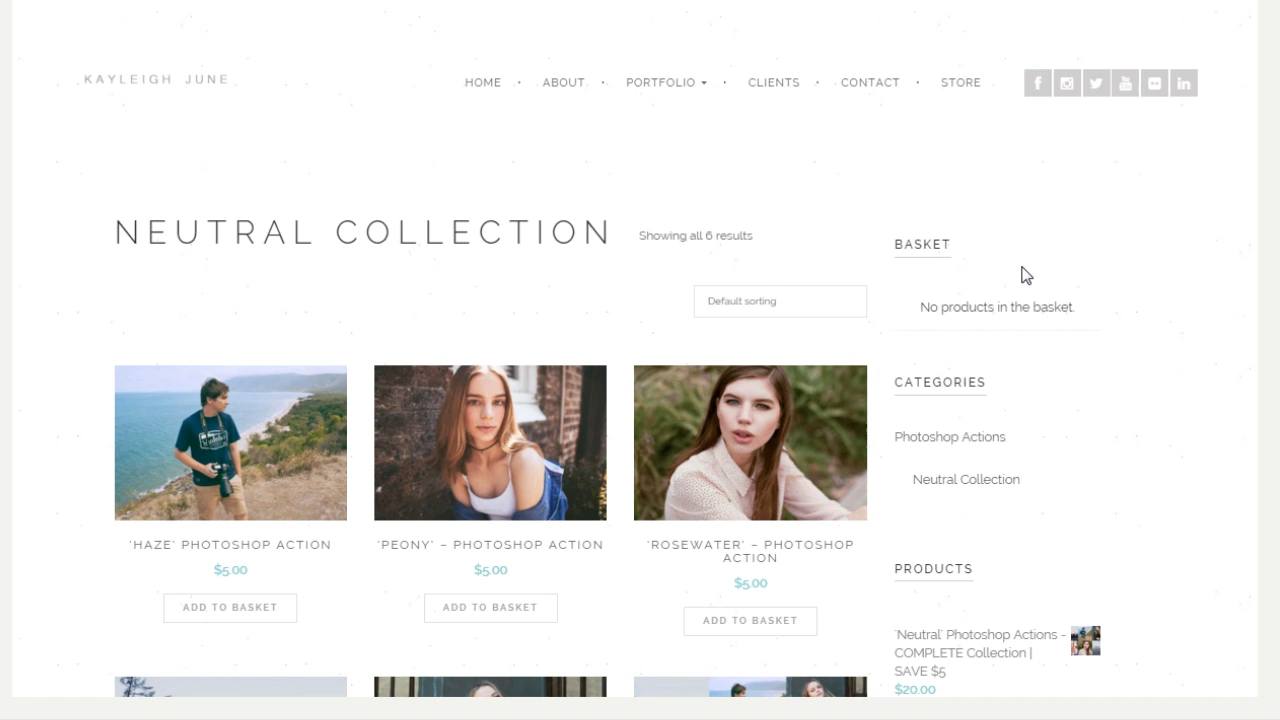 KAYLEIGH JUNE
HOME • ABOUT • PORTFOLIO • CLIENTS • CONTACT • STORE
NEUTRAL COLLECTION
Showing all 6 results
Default sorting
'HAZE' PHOTOSHOP ACTION
$5.00
ADD TO BASKET
'PEONY' – PHOTOSHOP ACTION
$5.00
ADD TO BASKET
'ROSEWATER' – PHOTOSHOP
ACTION
$5.00
ADD TO BASKET
BASKET
No products in the basket.
CATEGORIES
Photoshop Actions
Neutral Collection
PRODUCTS
'Neutral' Photoshop Actions -
COMPLETE Collection |
SAVE $5
$20.00